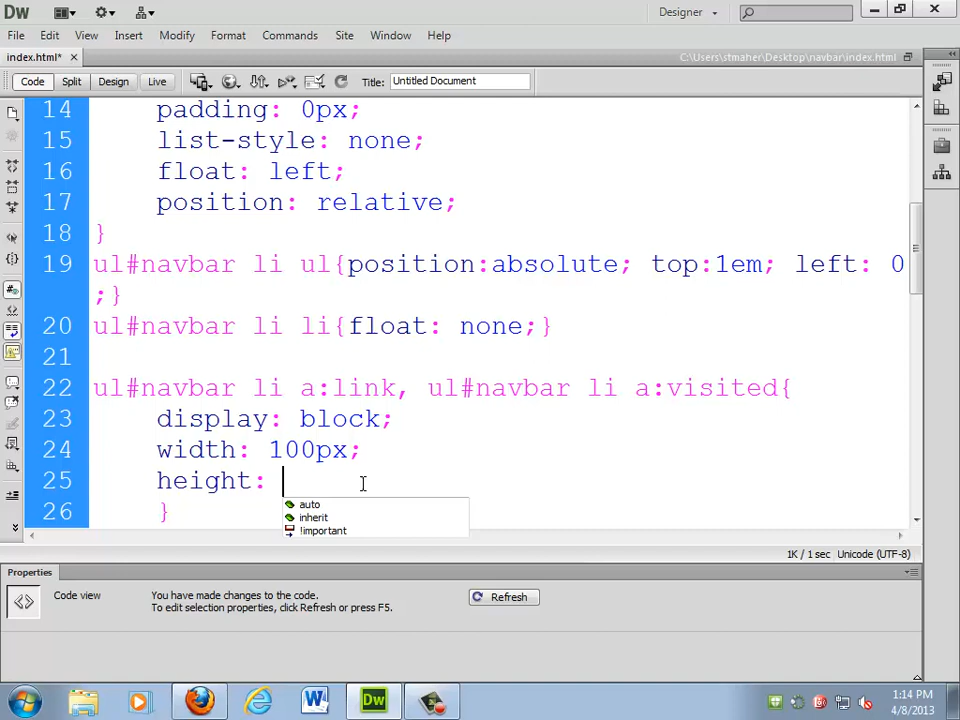 Dw
Designer
File Edit View Insert Modify Format Commands Site Window Help
index.html*
C:\Users\stmaher\Desktop\navbar\index.html
Code Split Design Live Title: Untitled Document
14 padding: 0px;
15 list-style: none;
16 float: left;
17 position: relative;
18 }
19 ul#navbar li ul{position:absolute; top:1em; left: 0
;}
20 ul#navbar li li{float: none;}
21
22 ul#navbar li a:link, ul#navbar li a:visited{
23 display: block;
24 width: 100px;
25 height:
26 }
auto
inherit
!important
1K / 1 sec Unicode (UTF-8)
Properties
Code view You have made changes to the code. Refresh
To edit selection properties, click Refresh or press F5.
W Dw
1:14 PM
4/8/2013